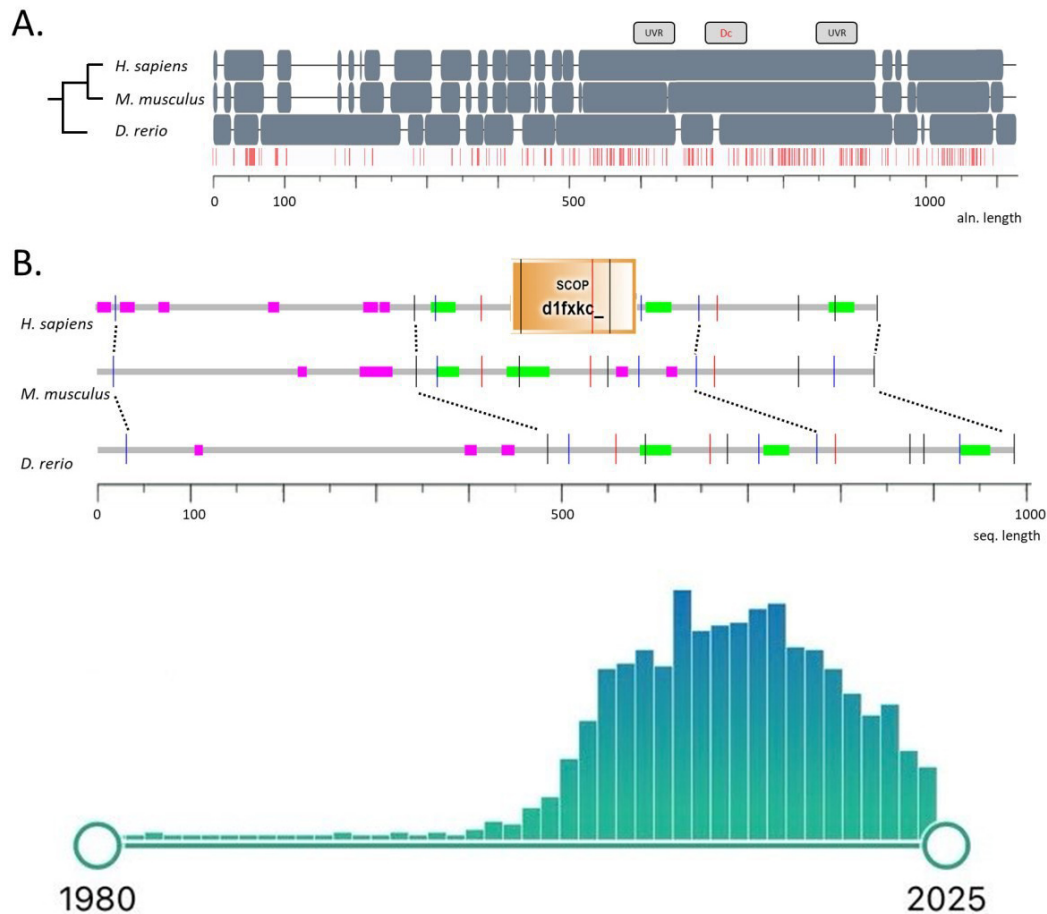 A.
UVR Dc UVR
H. sapiens
M. musculus
D. rerio
0 100 500 1000
aln. length
B.
SCOP
d1fxkc_
H. sapiens
M. musculus
D. rerio
0 100 500 1000
seq. length
1980 2025